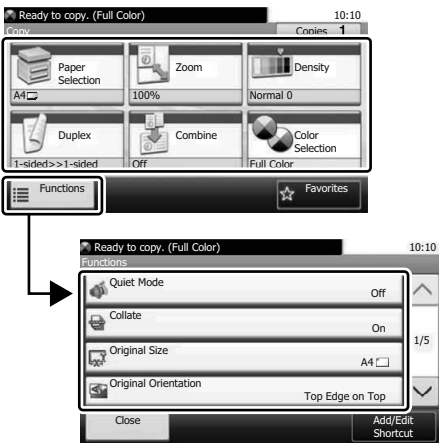 Ready to copy. (Full Color) 10:10
Copy Copies 1
Paper Selection
A4
Zoom
100%
Density
Normal 0
Duplex
1-sided>>1-sided
Combine
Off
Color Selection
Full Color
Functions
Favorites
Ready to copy. (Full Color) 10:10
Functions
Quiet Mode
Off
Collate
On
1/5
Original Size
A4
Original Orientation
Top Edge on Top
Close
Add/Edit
Shortcut